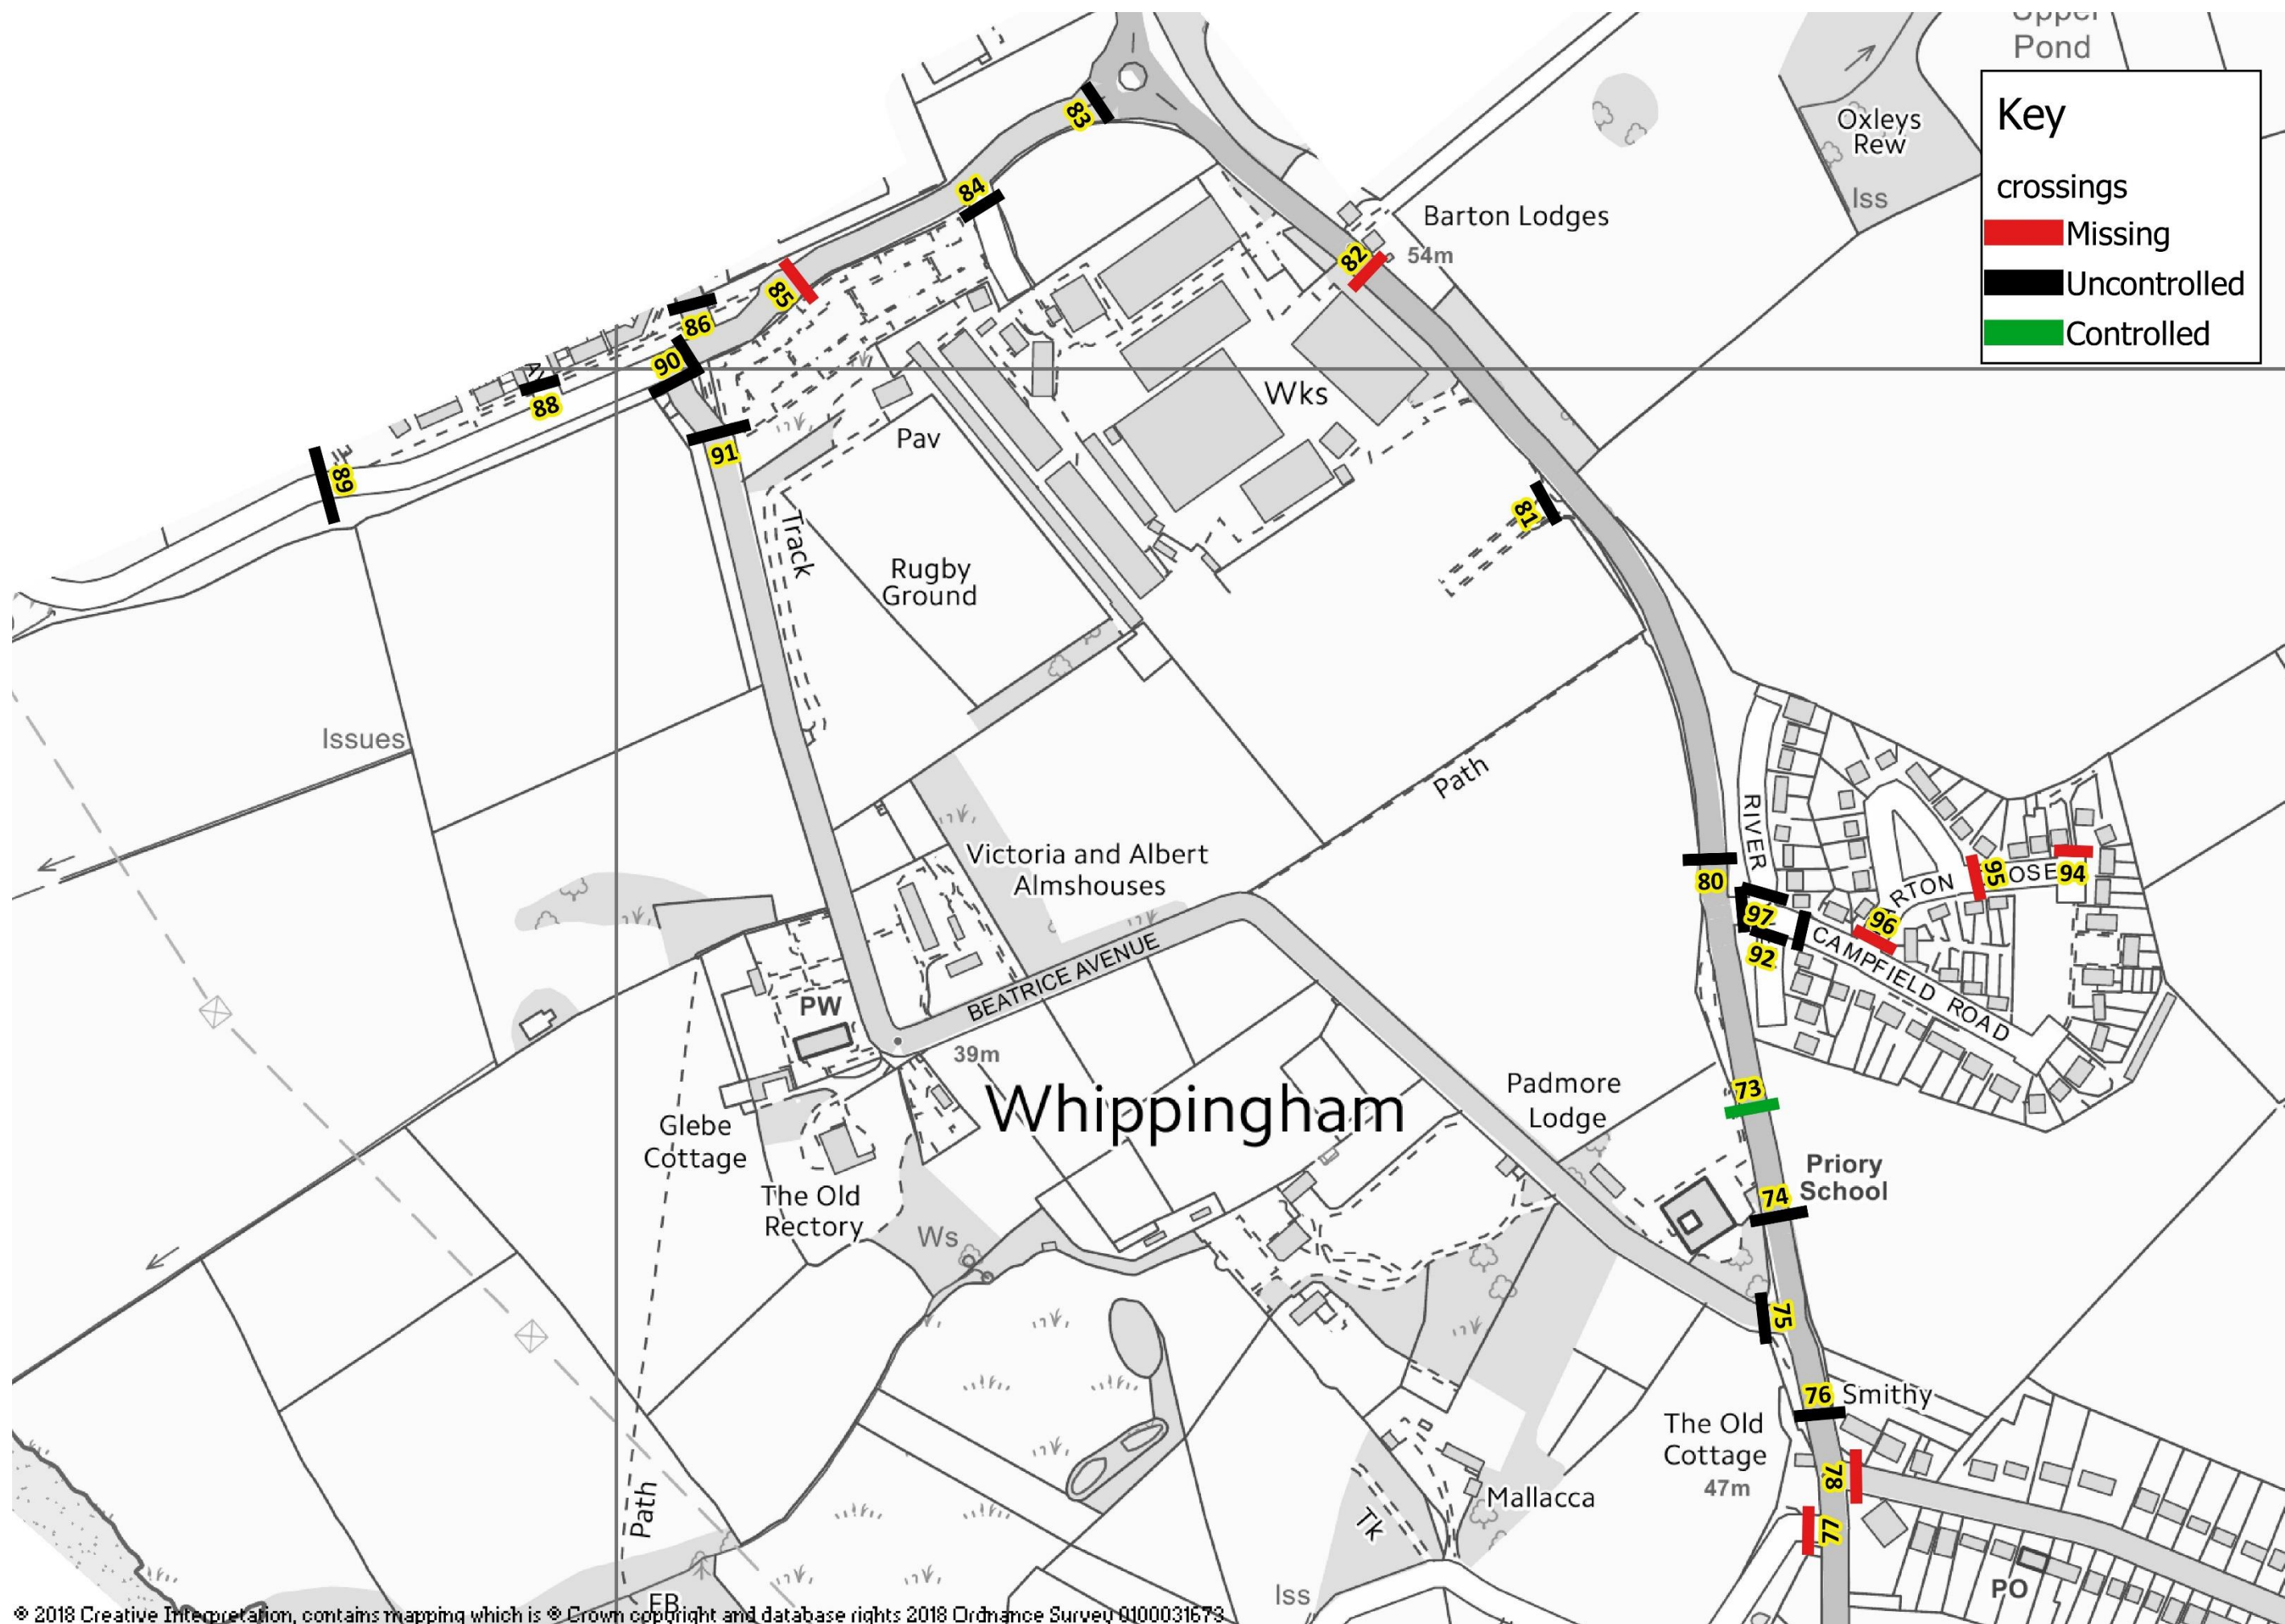 Pond
Key
crossings
Missing
Uncontrolled
Controlled
Oxleys
Rew
Iss
83
84
Barton Lodges
54m
82
85
86
90
88
91
89
Wks
Pav
81
Track
Rugby
Ground
Issues
Path
RIVER
Victoria and Albert
Almshouses
80
95
OSE
94
RTON
96
97
92
CAMPFIELD ROAD
BEATRICE AVENUE
PW
39m
Whippingham
Glebe
Cottage
The Old
Rectory
Ws
Padmore
Lodge
73
Priory
School
74
75
76
Smithy
The Old
Cottage
47m
78
77
Mallacca
Tk
Path
Iss
PO
FB
© 2018 Creative Interpretation, contains mapping which is © Crown copyright and database rights 2018 Ordnance Survey 0100031673